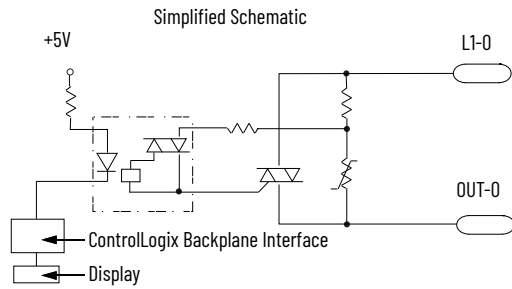 Simplified Schematic
+5V
L1-0
OUT-0
ControlLogix Backplane Interface
Display